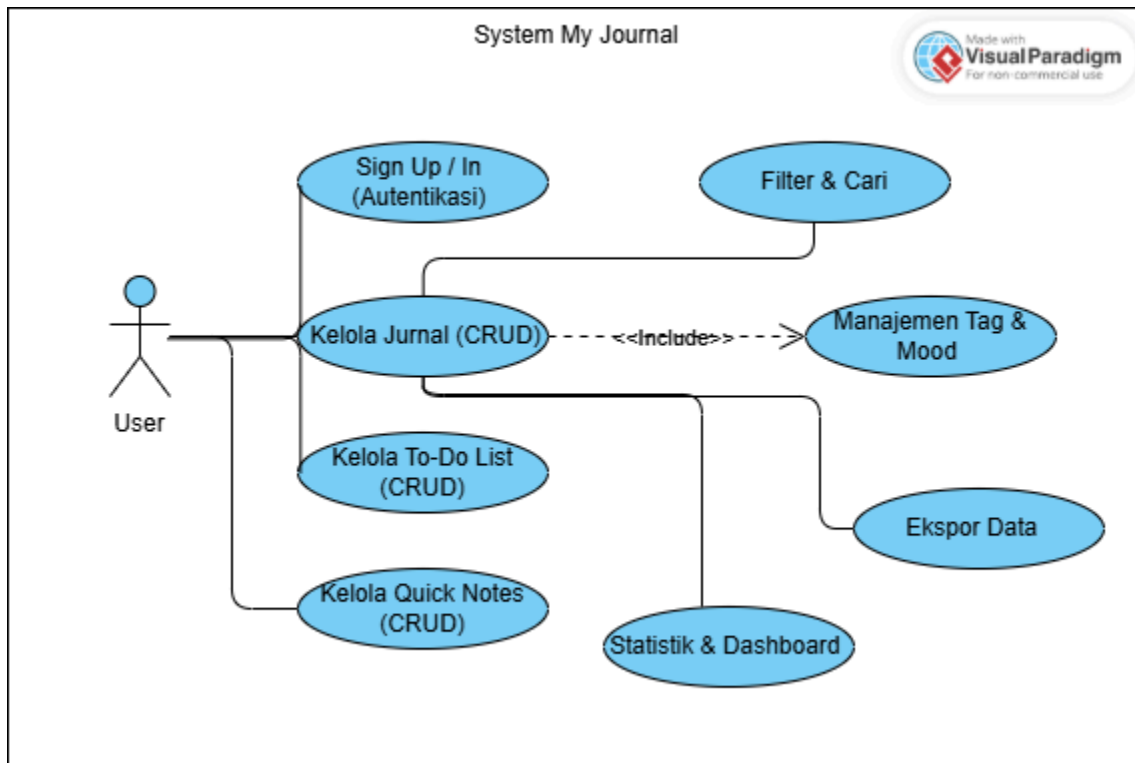 System My Journal
Made with
Visual Paradigm
For non-commercial use
Sign Up / In
(Autentikasi)
Filter & Cari
Kelola Jurnal (CRUD)
<<Include>>
Manajemen Tag &
Mood
User
Kelola To-Do List
(CRUD)
Ekspor Data
Kelola Quick Notes
(CRUD)
Statistik & Dashboard